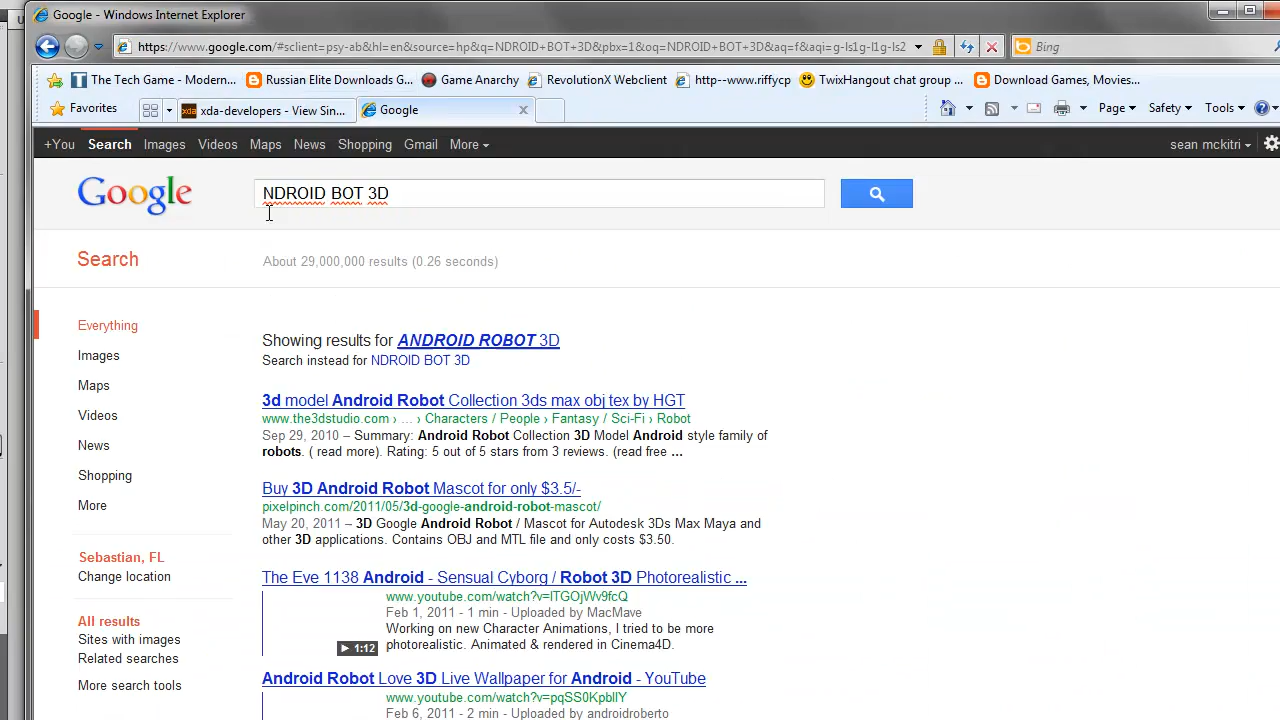 Google - Windows Internet Explorer
https://www.google.com/#sclient=psy-ab&hl=en&source=hp&q=NDROID+BOT+3D&pbx=1&oq=NDROID+BOT+3D&aq=f&aqi=g-ls1g-l1g-ls2
Bing
The Tech Game - Modern... Russian Elite Downloads G... Game Anarchy RevolutionX Webclient http--www.riffycp TwixHangout chat group ... Download Games, Movies...
Favorites xda-developers - View Sin... Google Page Safety Tools
+You Search Images Videos Maps News Shopping Gmail More sean mckitri
Google NDROID BOT 3D
Search About 29,000,000 results (0.26 seconds)
Everything
Images
Maps
Videos
News
Shopping
More
Sebastian, FL
Change location
All results
Sites with images
Related searches
More search tools
Showing results for ANDROID ROBOT 3D
Search instead for NDROID BOT 3D
3d model Android Robot Collection 3ds max obj tex by HGT
www.the3dstudio.com › ... › Characters / People › Fantasy / Sci-Fi › Robot
Sep 29, 2010 – Summary: Android Robot Collection 3D Model Android style family of
robots. ( read more). Rating: 5 out of 5 stars from 3 reviews. (read free ...
Buy 3D Android Robot Mascot for only $3.5/-
pixelpinch.com/2011/05/3d-google-android-robot-mascot/
May 20, 2011 – 3D Google Android Robot / Mascot for Autodesk 3Ds Max Maya and
other 3D applications. Contains OBJ and MTL file and only costs $3.50.
The Eve 1138 Android - Sensual Cyborg / Robot 3D Photorealistic ...
www.youtube.com/watch?v=lTGOjWv9fcQ
Feb 1, 2011 - 1 min - Uploaded by MacMave
Working on new Character Animations, I tried to be more
1:12 photorealistic. Animated & rendered in Cinema4D.
Android Robot Love 3D Live Wallpaper for Android - YouTube
www.youtube.com/watch?v=pqSS0KpbllY
Feb 6, 2011 - 2 min - Uploaded by androidroberto